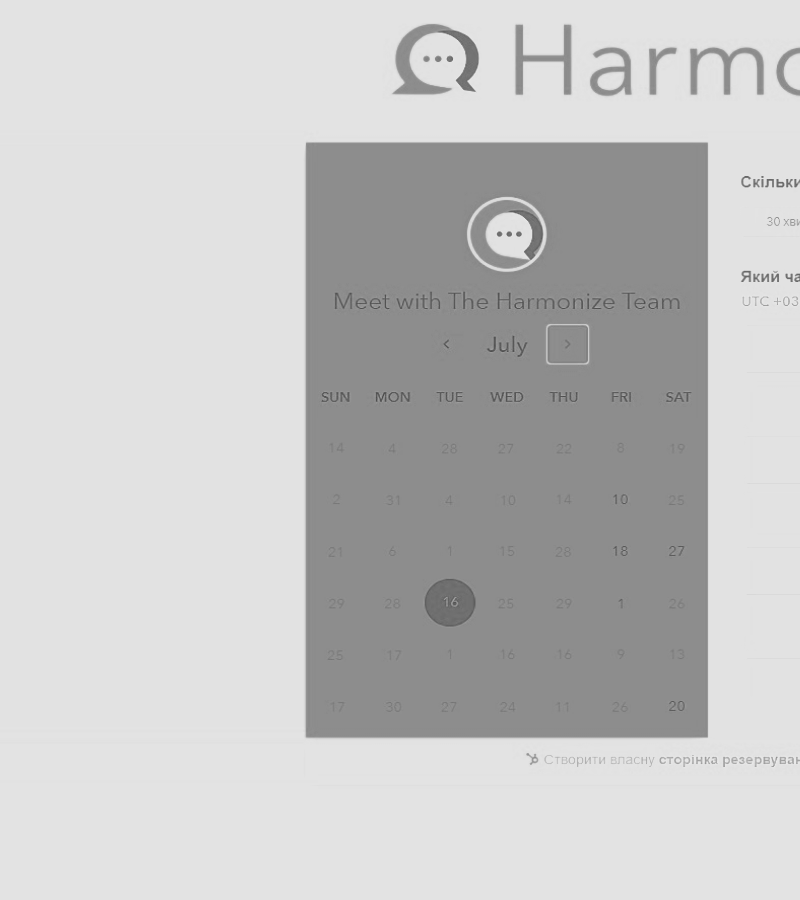 Harmo
Meet with The Harmonize Team
July
SUN MON TUE WED THU FRI SAT
14 4 28 27 22 8 19
2 31 4 10 14 10 25
21 6 1 15 28 18 27
29 28 16 25 29 1 26
25 17 1 16 16 9 13
17 30 27 24 11 26 20
Скільки
30 хви
Який ча
UTC +03
Створити власну сторінка резервуван